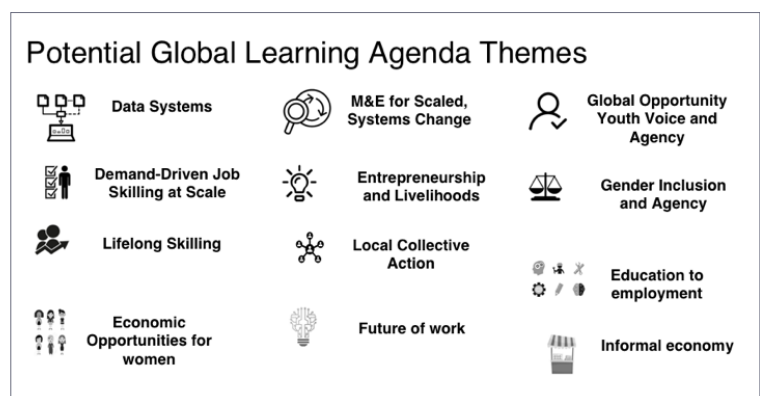 Potential Global Learning Agenda Themes
Data Systems
M&E for Scaled,
Systems Change
Global Opportunity
Youth Voice and
Agency
Demand-Driven Job
Skilling at Scale
Entrepreneurship
and Livelihoods
Gender Inclusion
and Agency
Lifelong Skilling
Local Collective
Action
Education to
employment
Economic
Opportunities for
women
Future of work
Informal economy